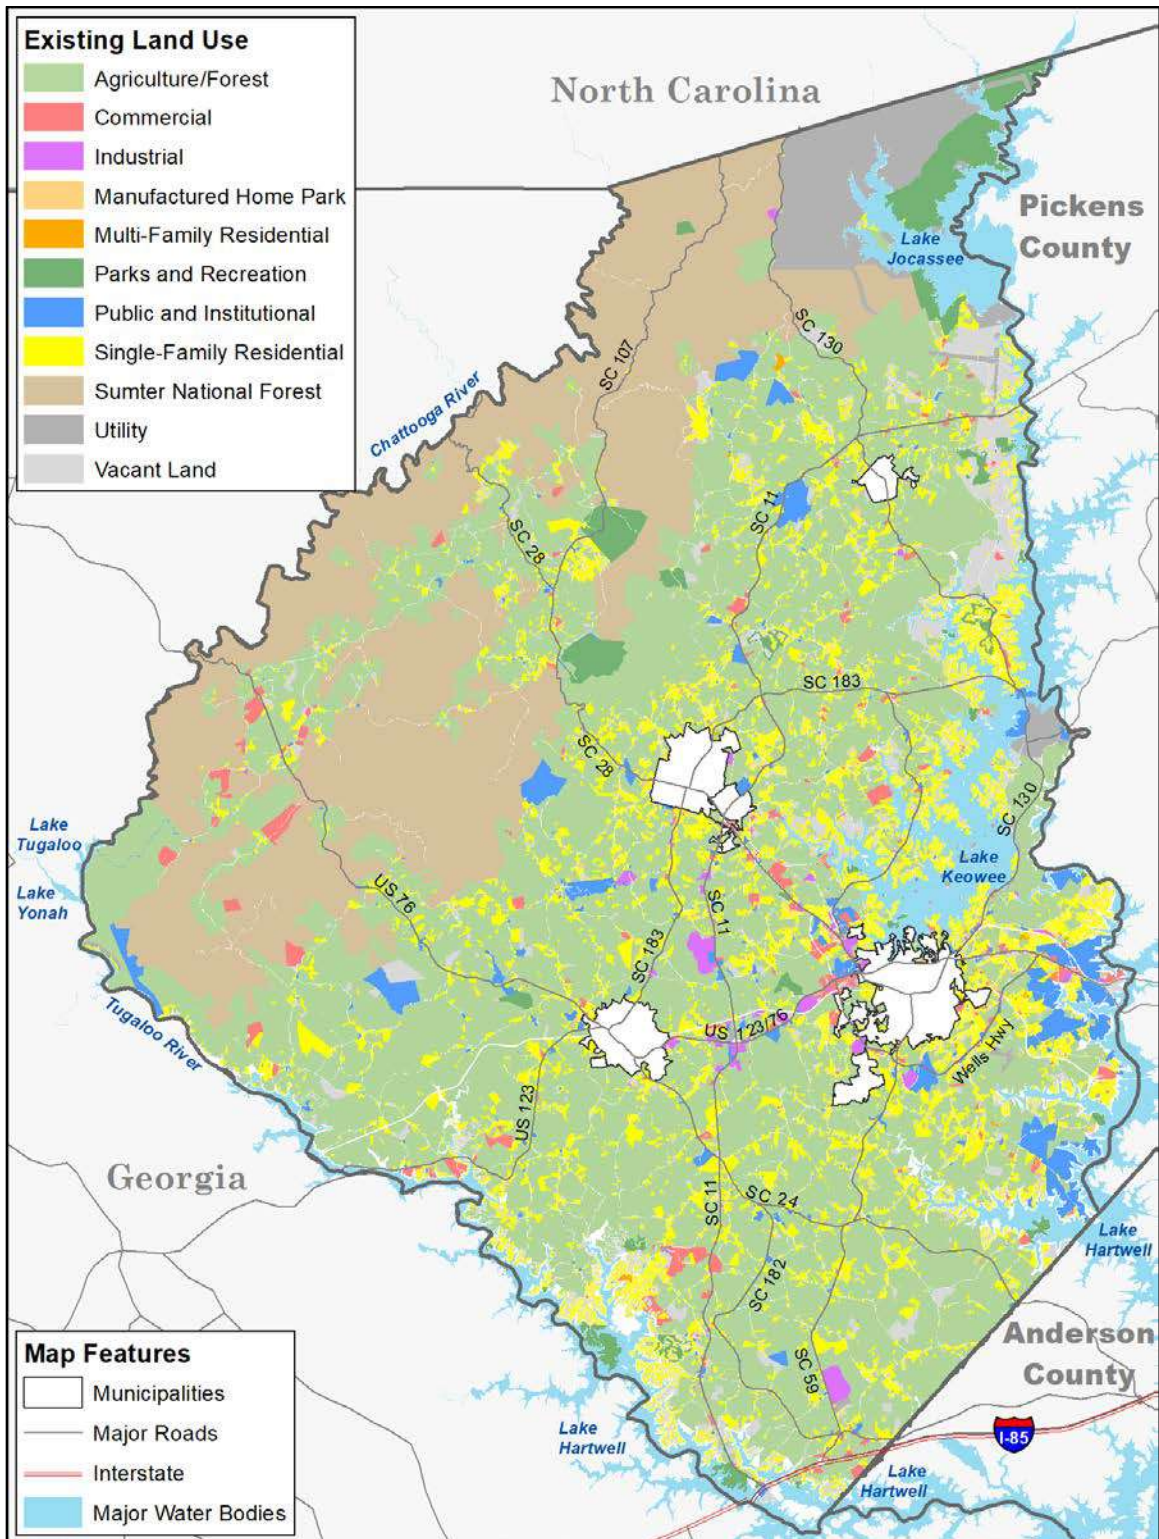 Existing Land Use
Agriculture/Forest
Commercial
Industrial
Manufactured Home Park
Multi-Family Residential
Parks and Recreation
Public and Institutional
Single-Family Residential
Sumter National Forest
Utility
Vacant Land
North Carolina
Pickens
County
Lake
Jocassee
SC 130
SC 107
Chattooga River
SC 11
SC 28
SC 183
SC 28
SC 130
Lake
Tugaloo
Lake
Keowee
Lake
Yonah
US 76
SC 11
SC 183
Tugaloo River
US 123/76
Wells Hwy
US 123
Georgia
SC 11
SC 24
Lake
Hartwell
SC 182
Anderson
County
SC 59
Lake
Hartwell
I-85
Lake
Hartwell
Map Features
Municipalities
Major Roads
Interstate
Major Water Bodies